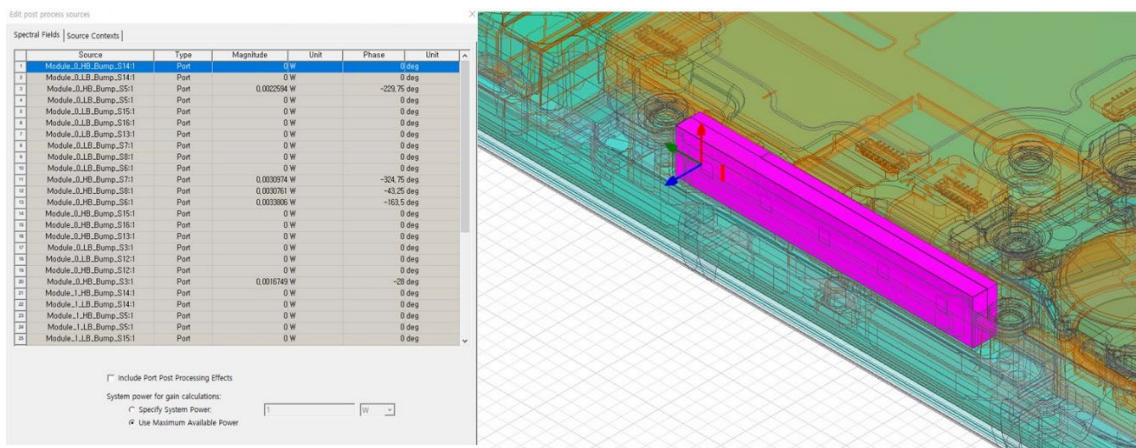 Edit post process sources
Spectral Fields | Source Contexts |
Source Type Magnitude Unit Phase Unit
1 Module_0_HB_Bump_S14:1 Port 0 W 0 deg
2 Module_0_LB_Bump_S14:1 Port 0 W 0 deg
3 Module_0_HB_Bump_S5:1 Port 0,0022594 W -229,75 deg
4 Module_0_LB_Bump_S5:1 Port 0 W 0 deg
5 Module_0_LB_Bump_S15:1 Port 0 W 0 deg
6 Module_0_LB_Bump_S16:1 Port 0 W 0 deg
7 Module_0_LB_Bump_S13:1 Port 0 W 0 deg
8 Module_0_LB_Bump_S7:1 Port 0 W 0 deg
9 Module_0_LB_Bump_S8:1 Port 0 W 0 deg
10 Module_0_LB_Bump_S6:1 Port 0 W 0 deg
11 Module_0_HB_Bump_S7:1 Port 0,0030974 W -324,75 deg
12 Module_0_HB_Bump_S8:1 Port 0,0030761 W -43,25 deg
13 Module_0_HB_Bump_S6:1 Port 0,0033806 W -163,5 deg
14 Module_0_HB_Bump_S15:1 Port 0 W 0 deg
15 Module_0_HB_Bump_S16:1 Port 0 W 0 deg
16 Module_0_HB_Bump_S13:1 Port 0 W 0 deg
17 Module_0_LB_Bump_S3:1 Port 0 W 0 deg
18 Module_0_LB_Bump_S12:1 Port 0 W 0 deg
19 Module_0_HB_Bump_S12:1 Port 0 W 0 deg
20 Module_0_HB_Bump_S3:1 Port 0,0016749 W -28 deg
21 Module_1_HB_Bump_S14:1 Port 0 W 0 deg
22 Module_1_LB_Bump_S14:1 Port 0 W 0 deg
23 Module_1_HB_Bump_S5:1 Port 0 W 0 deg
24 Module_1_LB_Bump_S5:1 Port 0 W 0 deg
25 Module_1_LB_Bump_S15:1 Port 0 W 0 deg
Include Port Post Processing Effects
System power for gain calculations:
Specify System Power: 1 W
Use Maximum Available Power